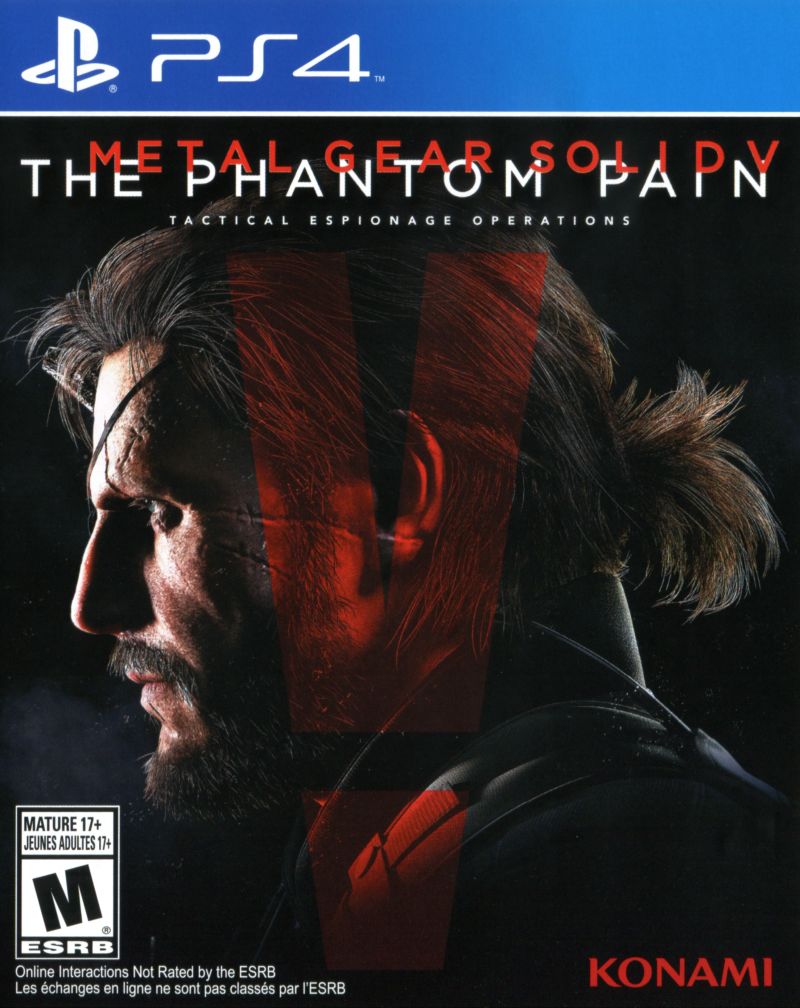 PS4™
METAL GEAR SOLID V
THE PHANTOM PAIN
TACTICAL ESPIONAGE OPERATIONS
MATURE 17+
JEUNES ADULTES 17+
M
®
ESRB
Online Interactions Not Rated by the ESRB
Les échanges en ligne ne sont pas classés par l'ESRB
KONAMI